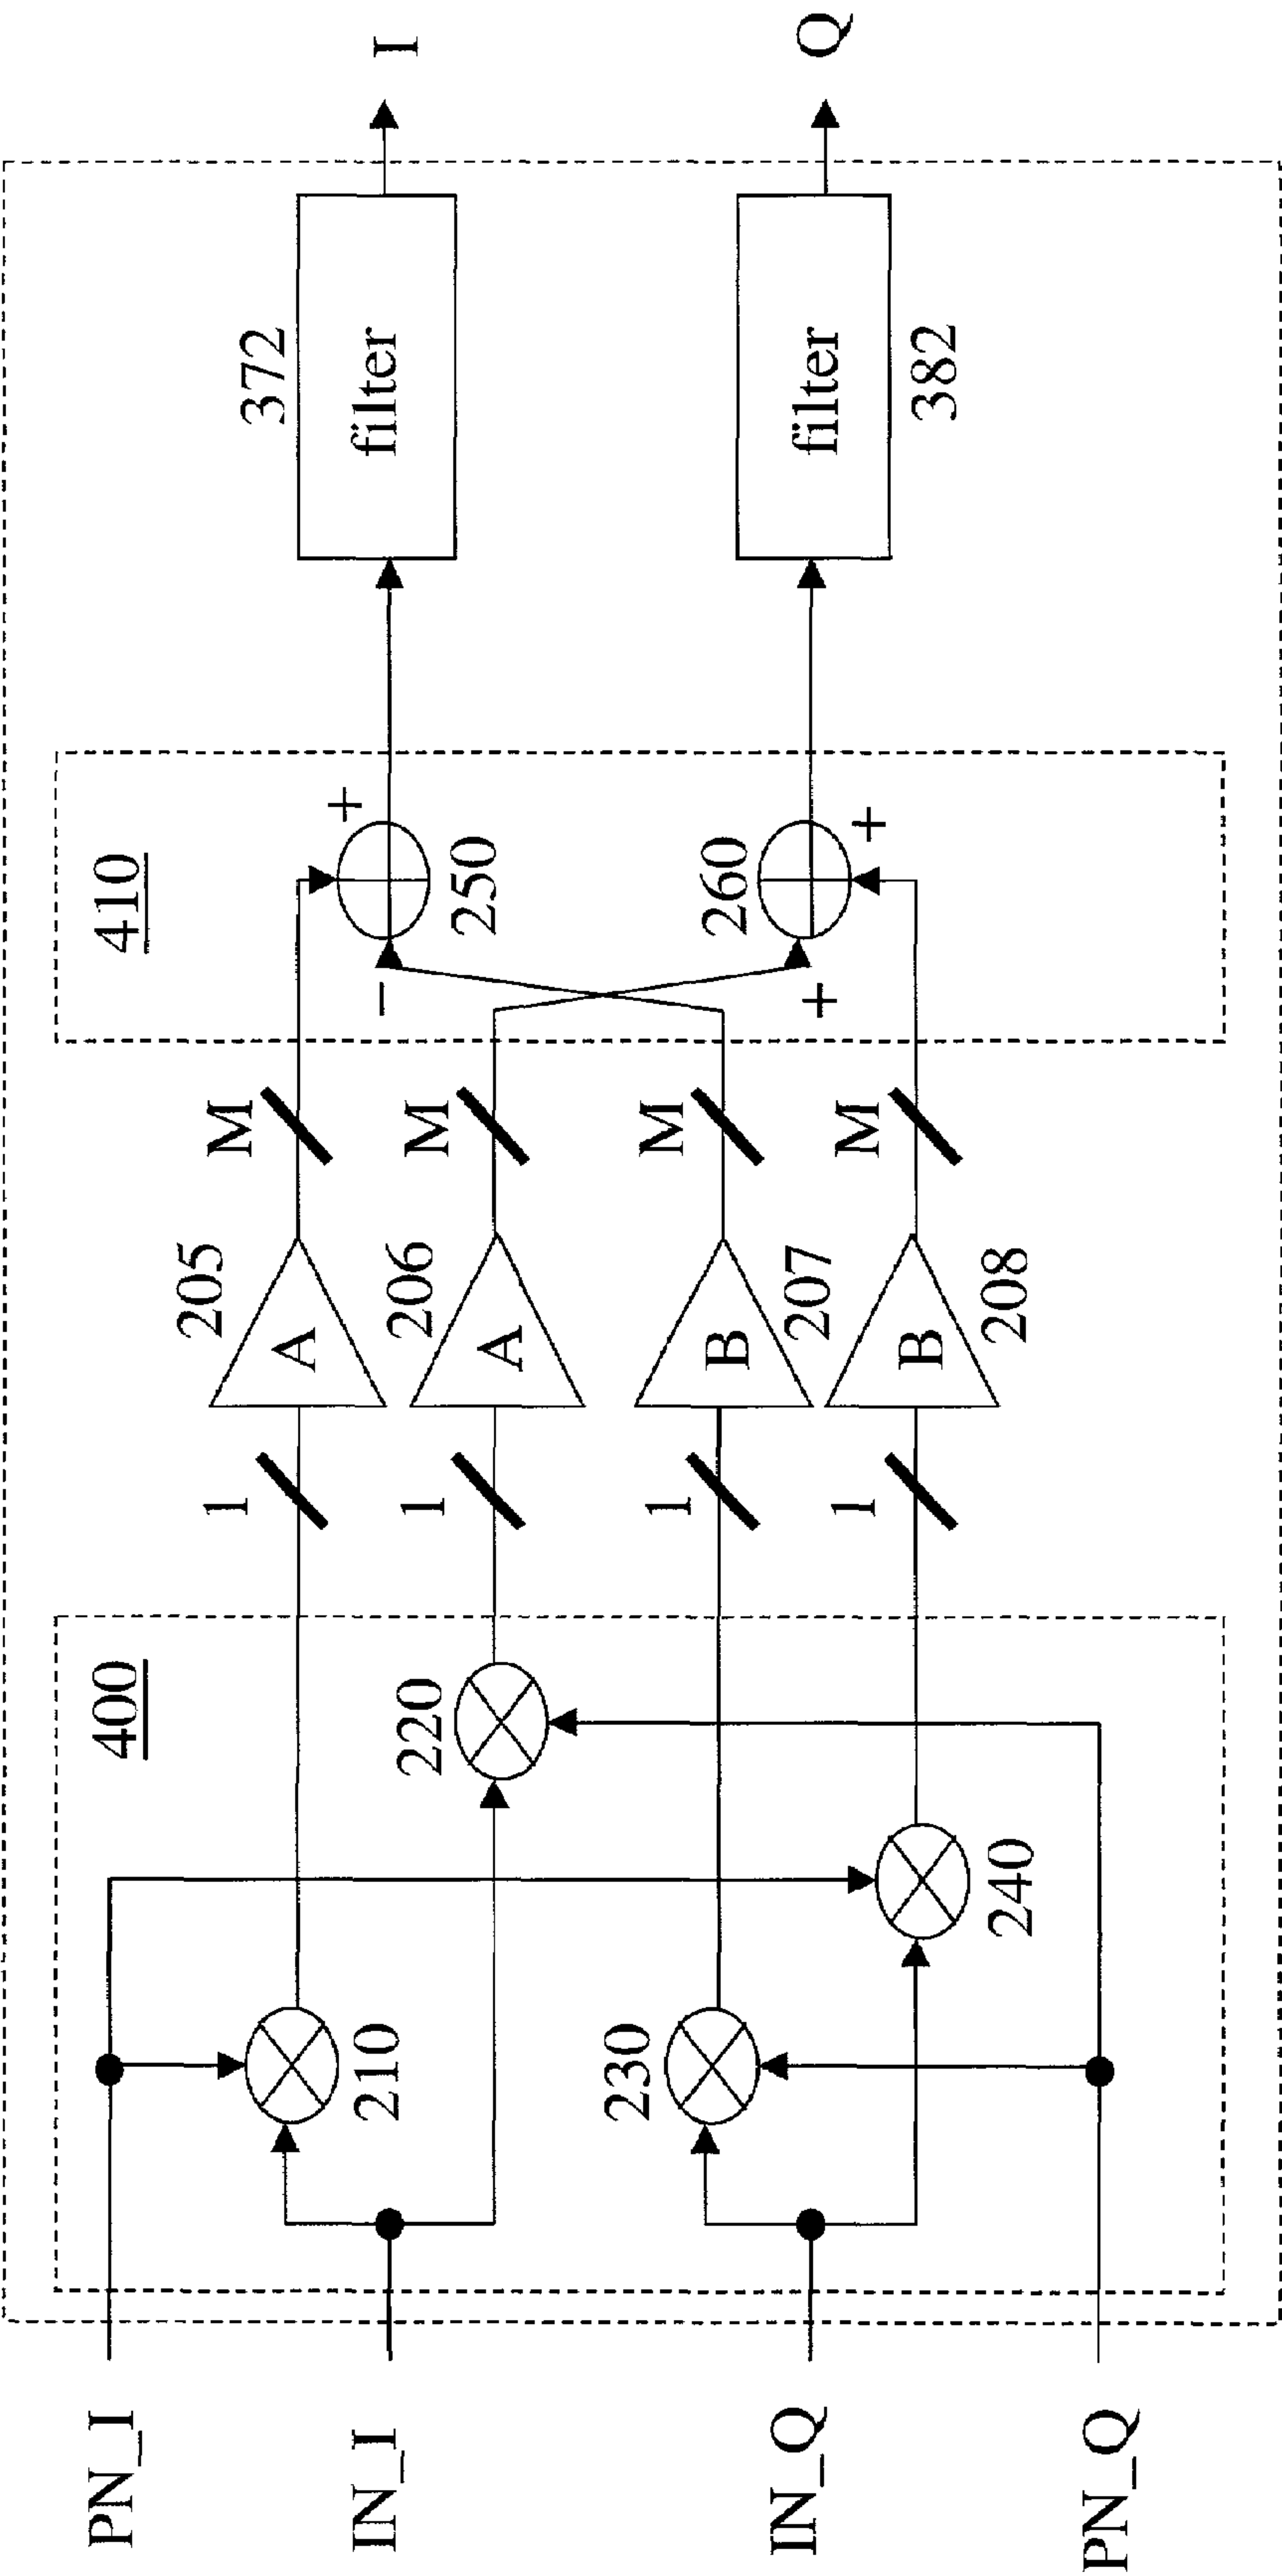 PN_I
IN_I
IN_Q
PN_Q
400
210
220
230
240
1
1
1
1
A
205
A
206
B
207
B
208
M
M
M
M
410
+
−
250
260
+
+
372
filter
filter
382
I
Q